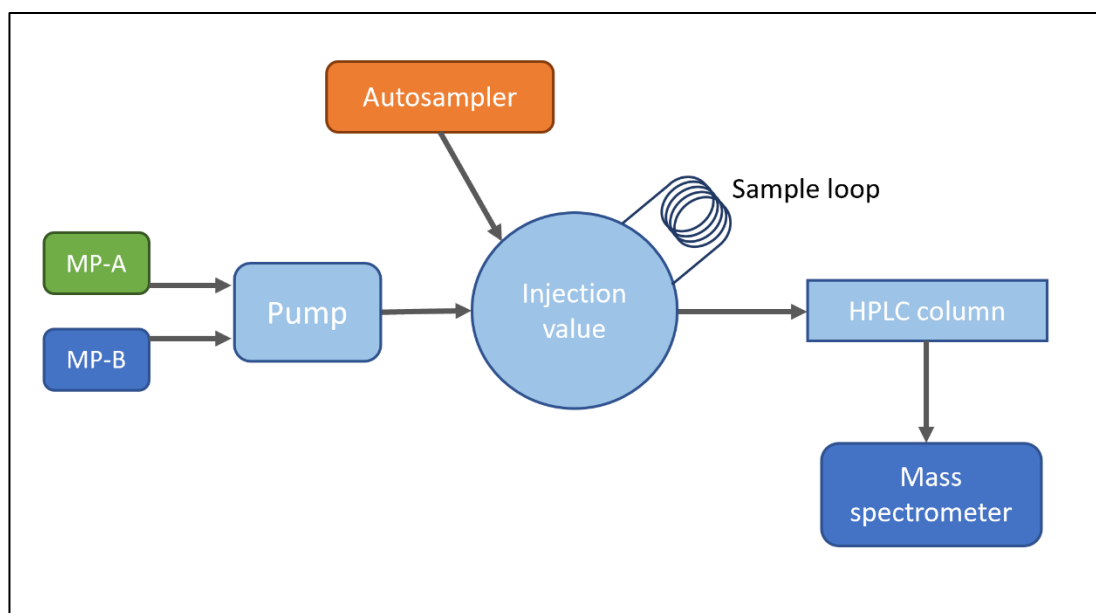 Autosampler
Sample loop
MP-A
Pump
Injection
value
HPLC column
MP-B
Mass
spectrometer